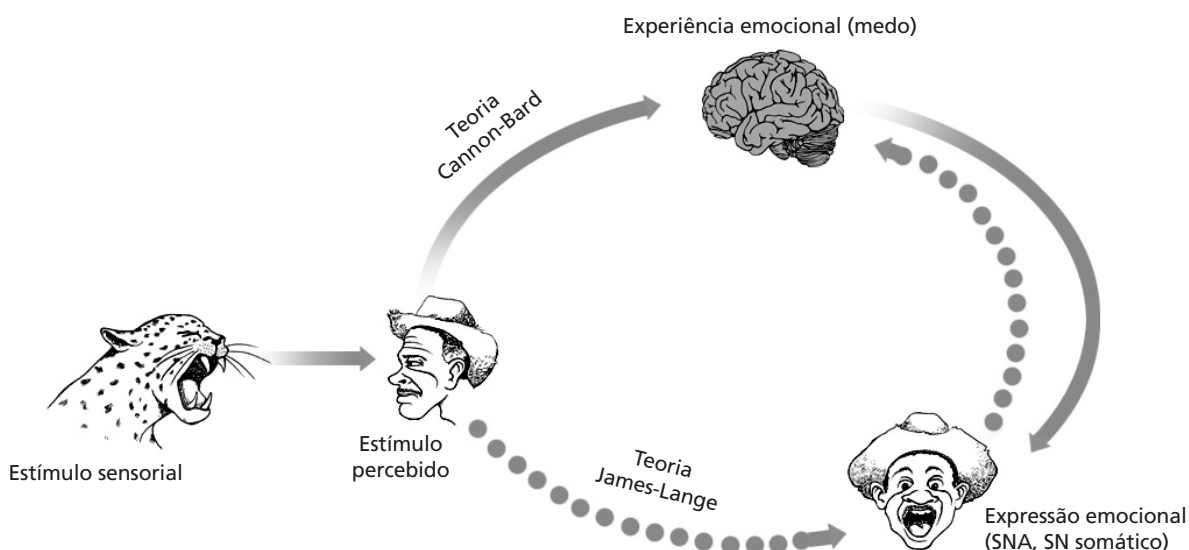 Experiência emocional (medo)
Teoria
Cannon-Bard
Estímulo sensorial
Estímulo
percebido
Teoria
James-Lange
Expressão emocional
(SNA, SN somático)